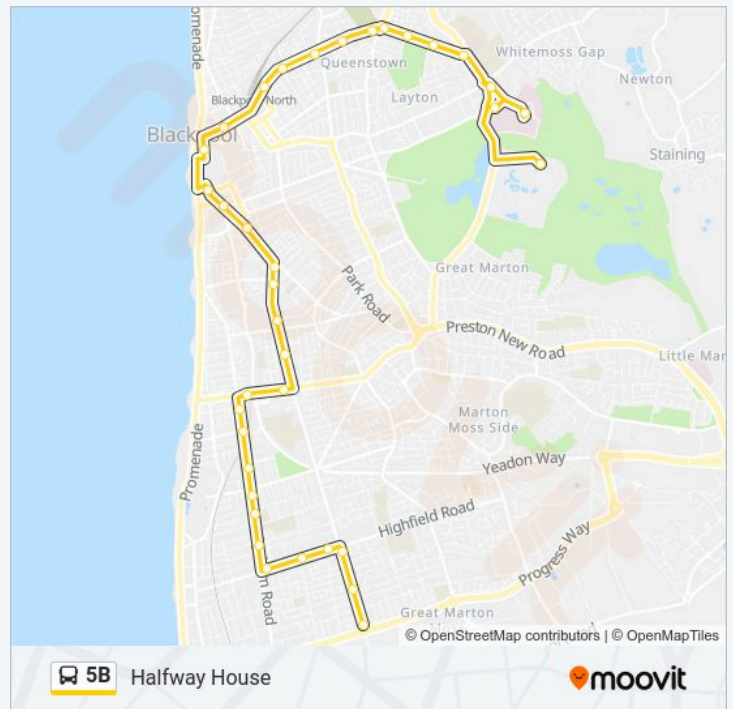 omenade
Whitemoss Gap
Queenstown
Newton
Layton
Blackpool North
Blackpool
Staining
Great Marton
Park Road
Preston New Road
Little Mar
Marton
Moss Side
Promenade
Yeadon Way
Highfield Road
Progress Way
n Road
Great Marton
© OpenStreetMap contributors | © OpenMapTiles
5B Halfway House
moovit